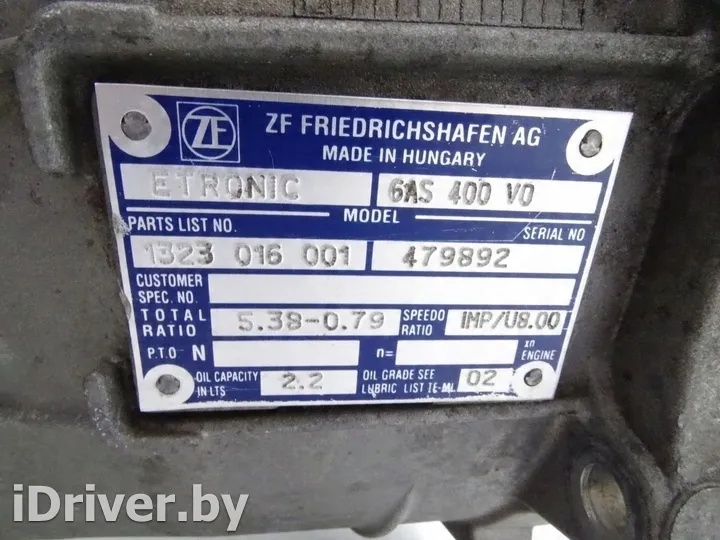 ZF
ZF FRIEDRICHSHAFEN AG
MADE IN HUNGARY
ETRONIC 6AS 400 VO
MODEL
PARTS LIST NO. SERIAL NO
1323 016 001 479892
CUSTOMER
SPEC. NO.
TOTAL
RATIO 5.38-0.79 SPEEDO
RATIO IMP/U8.00
P.T.O N n= xn
ENGINE
OIL CAPACITY
IN LTS 2.2 OIL GRADE SEE
LUBRIC LIST TE-ML 02
iDriver.by